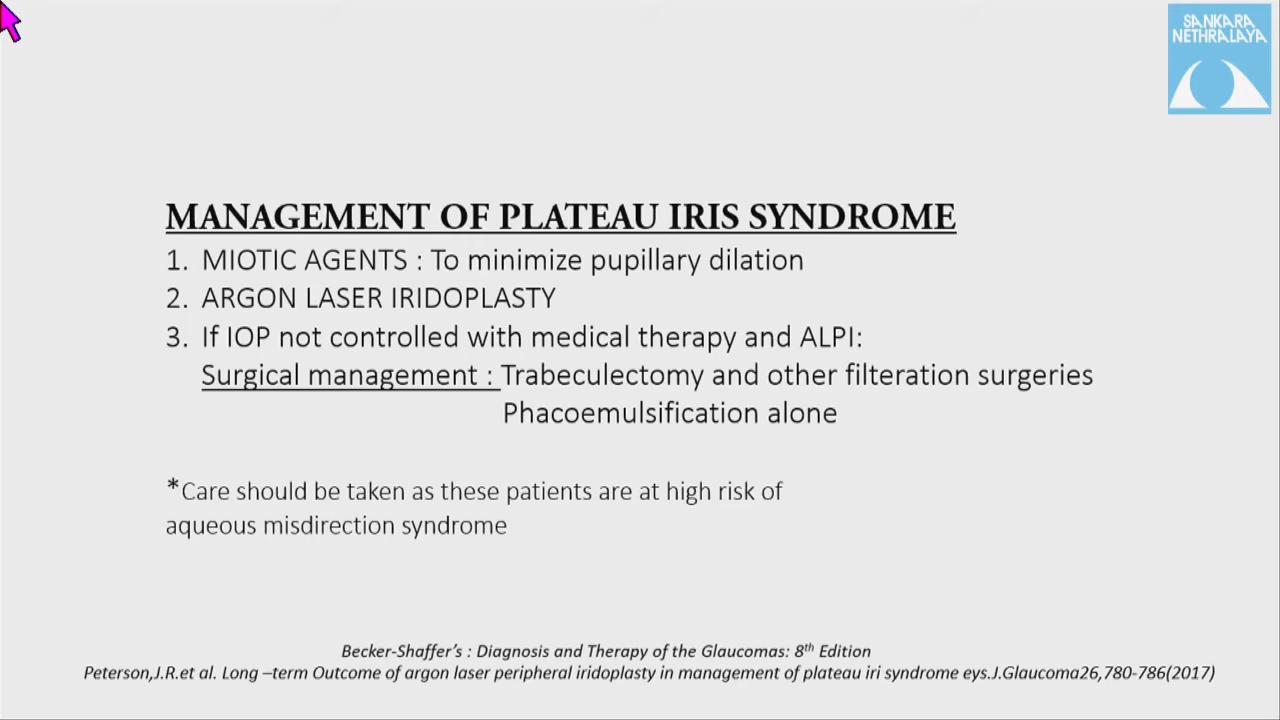 SANKARA
NETHRALAYA
MANAGEMENT OF PLATEAU IRIS SYNDROME
1. MIOTIC AGENTS : To minimize pupillary dilation
2. ARGON LASER IRIDOPLASTY
3. If IOP not controlled with medical therapy and ALPI:
Surgical management : Trabeculectomy and other filteration surgeries
Phacoemulsification alone
*Care should be taken as these patients are at high risk of
aqueous misdirection syndrome
Becker-Shaffer's : Diagnosis and Therapy of the Glaucomas: 8th Edition
Peterson,J.R.et al. Long –term Outcome of argon laser peripheral iridoplasty in management of plateau iri syndrome eys.J.Glaucoma26,780-786(2017)